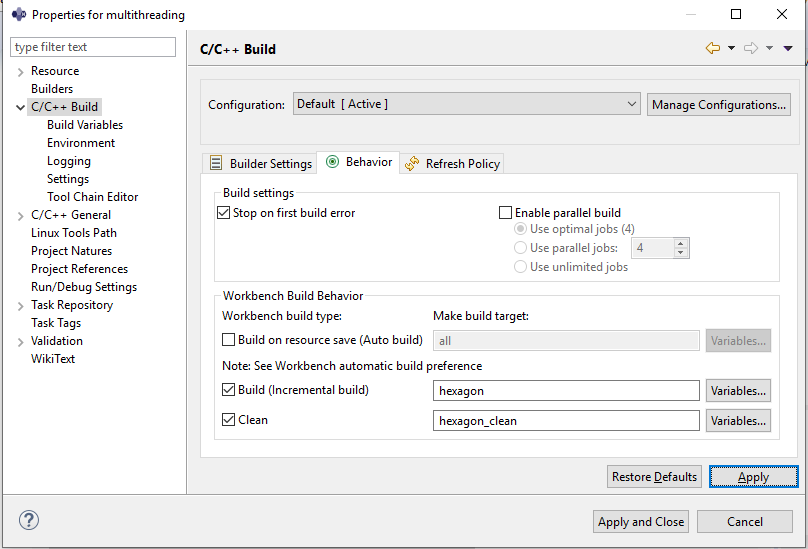 Properties for multithreading
type filter text
C/C++ Build
Resource
Builders
C/C++ Build
Build Variables
Environment
Logging
Settings
Tool Chain Editor
C/C++ General
Linux Tools Path
Project Natures
Project References
Run/Debug Settings
Task Repository
Task Tags
Validation
WikiText
Configuration: Default [ Active ] Manage Configurations...
Builder Settings Behavior Refresh Policy
Build settings
Stop on first build error Enable parallel build
Use optimal jobs (4)
Use parallel jobs: 4
Use unlimited jobs
Workbench Build Behavior
Workbench build type: Make build target:
Build on resource save (Auto build) all Variables...
Note: See Workbench automatic build preference
Build (Incremental build) hexagon Variables...
Clean hexagon_clean Variables...
Restore Defaults Apply
? Apply and Close Cancel